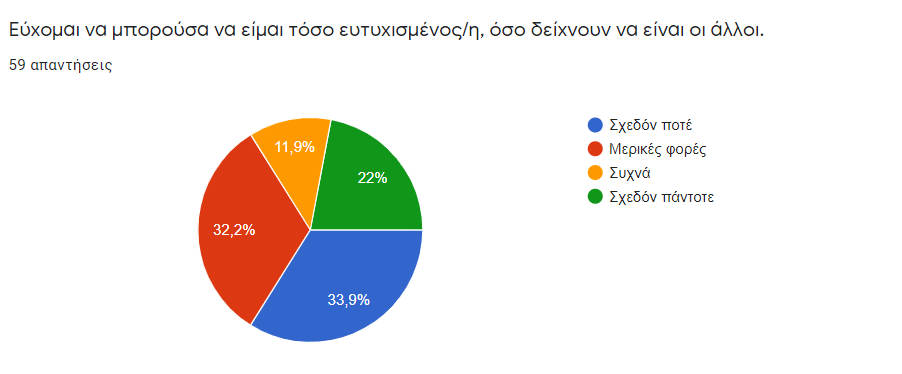 Εύχομαι να μπορούσα να είμαι τόσο ευτυχισμένος/η, όσο δείχνουν να είναι οι άλλοι.
59 απαντήσεις
Σχεδόν ποτέ
Μερικές φορές
Συχνά
Σχεδόν πάντοτε
11,9%
22%
32,2%
33,9%